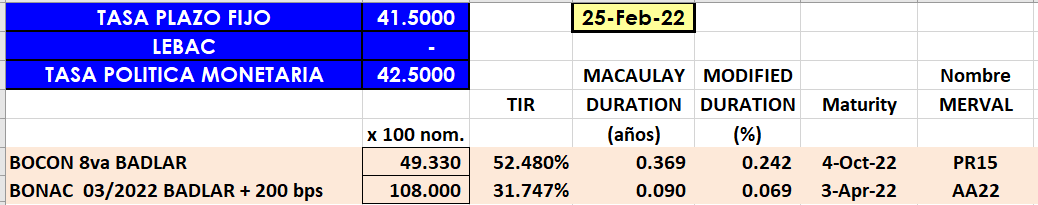 TASA PLAZO FIJO 41.5000 25-Feb-22
LEBAC -
TASA POLITICA MONETARIA 42.5000 MACAULAY MODIFIED Nombre
TIR DURATION DURATION Maturity MERVAL
x 100 nom. (años) (%)
BOCON 8va BADLAR 49.330 52.480% 0.369 0.242 4-Oct-22 PR15
BONAC 03/2022 BADLAR + 200 bps 108.000 31.747% 0.090 0.069 3-Apr-22 AA22